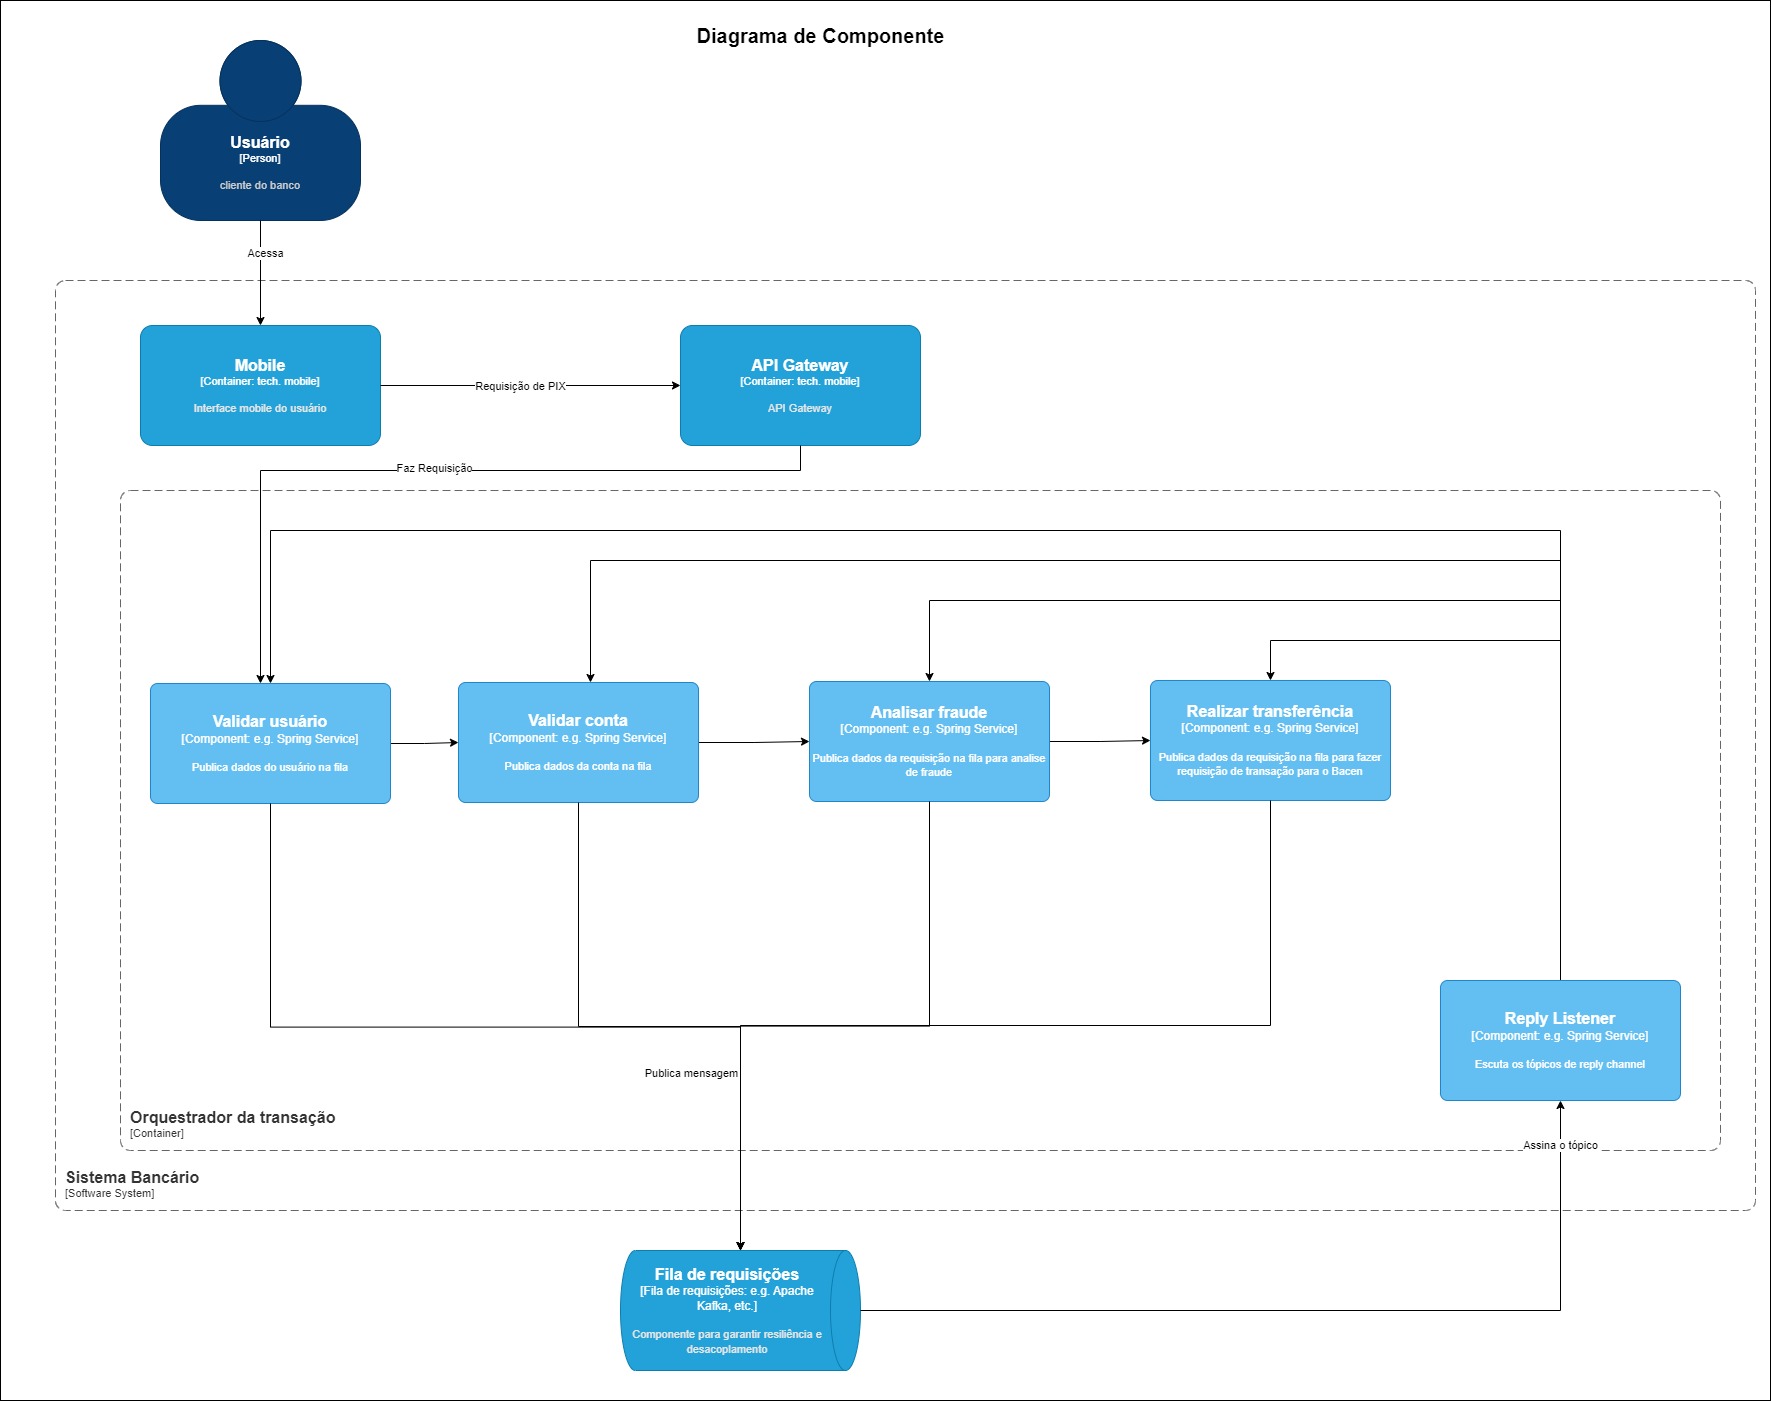 Diagrama de Componente
Usuário
[Person]
cliente do banco
Acessa
Mobile
[Container: tech. mobile]
Interface mobile do usuário
Requisição de PIX
API Gateway
[Container: tech. mobile]
API Gateway
Faz Requisição
Validar usuário
[Component: e.g. Spring Service]
Publica dados do usuário na fila
Validar conta
[Component: e.g. Spring Service]
Publica dados da conta na fila
Analisar fraude
[Component: e.g. Spring Service]
Publica dados da requisição na fila para analise
de fraude
Realizar transferência
[Component: e.g. Spring Service]
Publica dados da requisição na fila para fazer
requisição de transação para o Bacen
Reply Listener
[Component: e.g. Spring Service]
Escuta os tópicos de reply channel
Publica mensagem
Orquestrador da transação
[Container]
Assina o tópico
Sistema Bancário
[Software System]
Fila de requisições
[Fila de requisições: e.g. Apache
Kafka, etc.]
Componente para garantir resiliência e
desacoplamento